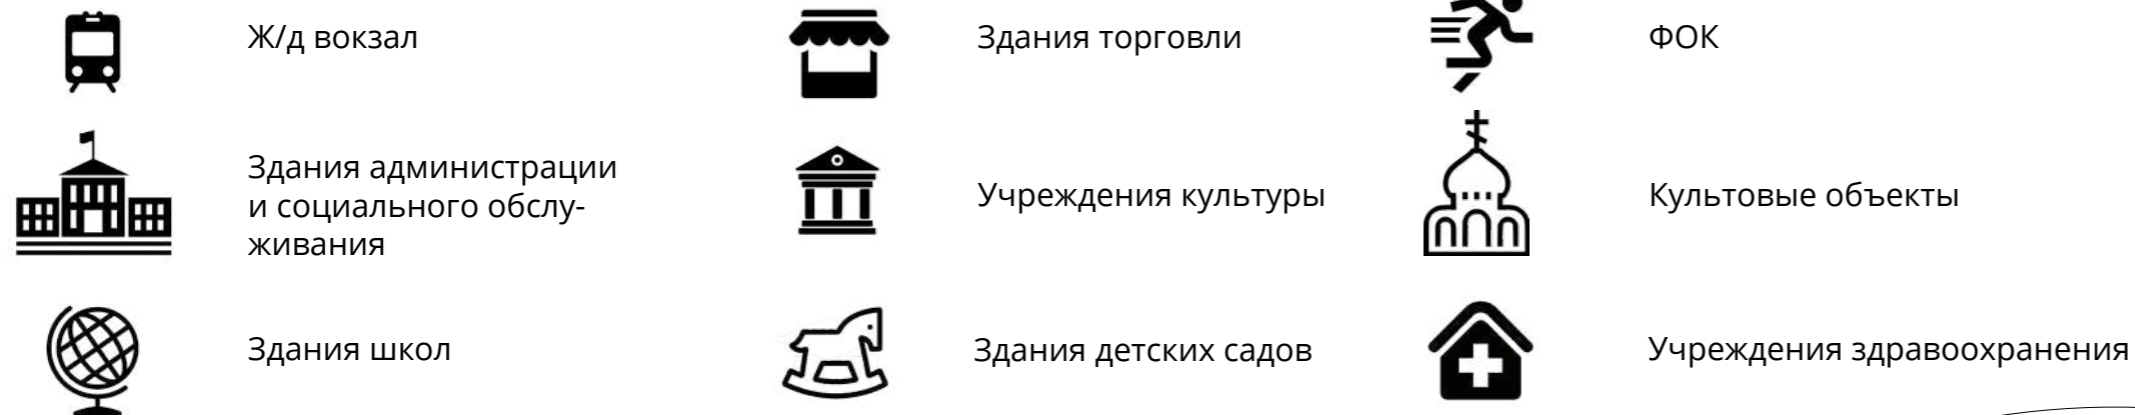 Ж/д вокзал
Здания торговли
ФОК
Здания администрации
и социального обслу-
живания
Учреждения культуры
Культовые объекты
Здания школ
Здания детских садов
Учреждения здравоохранения